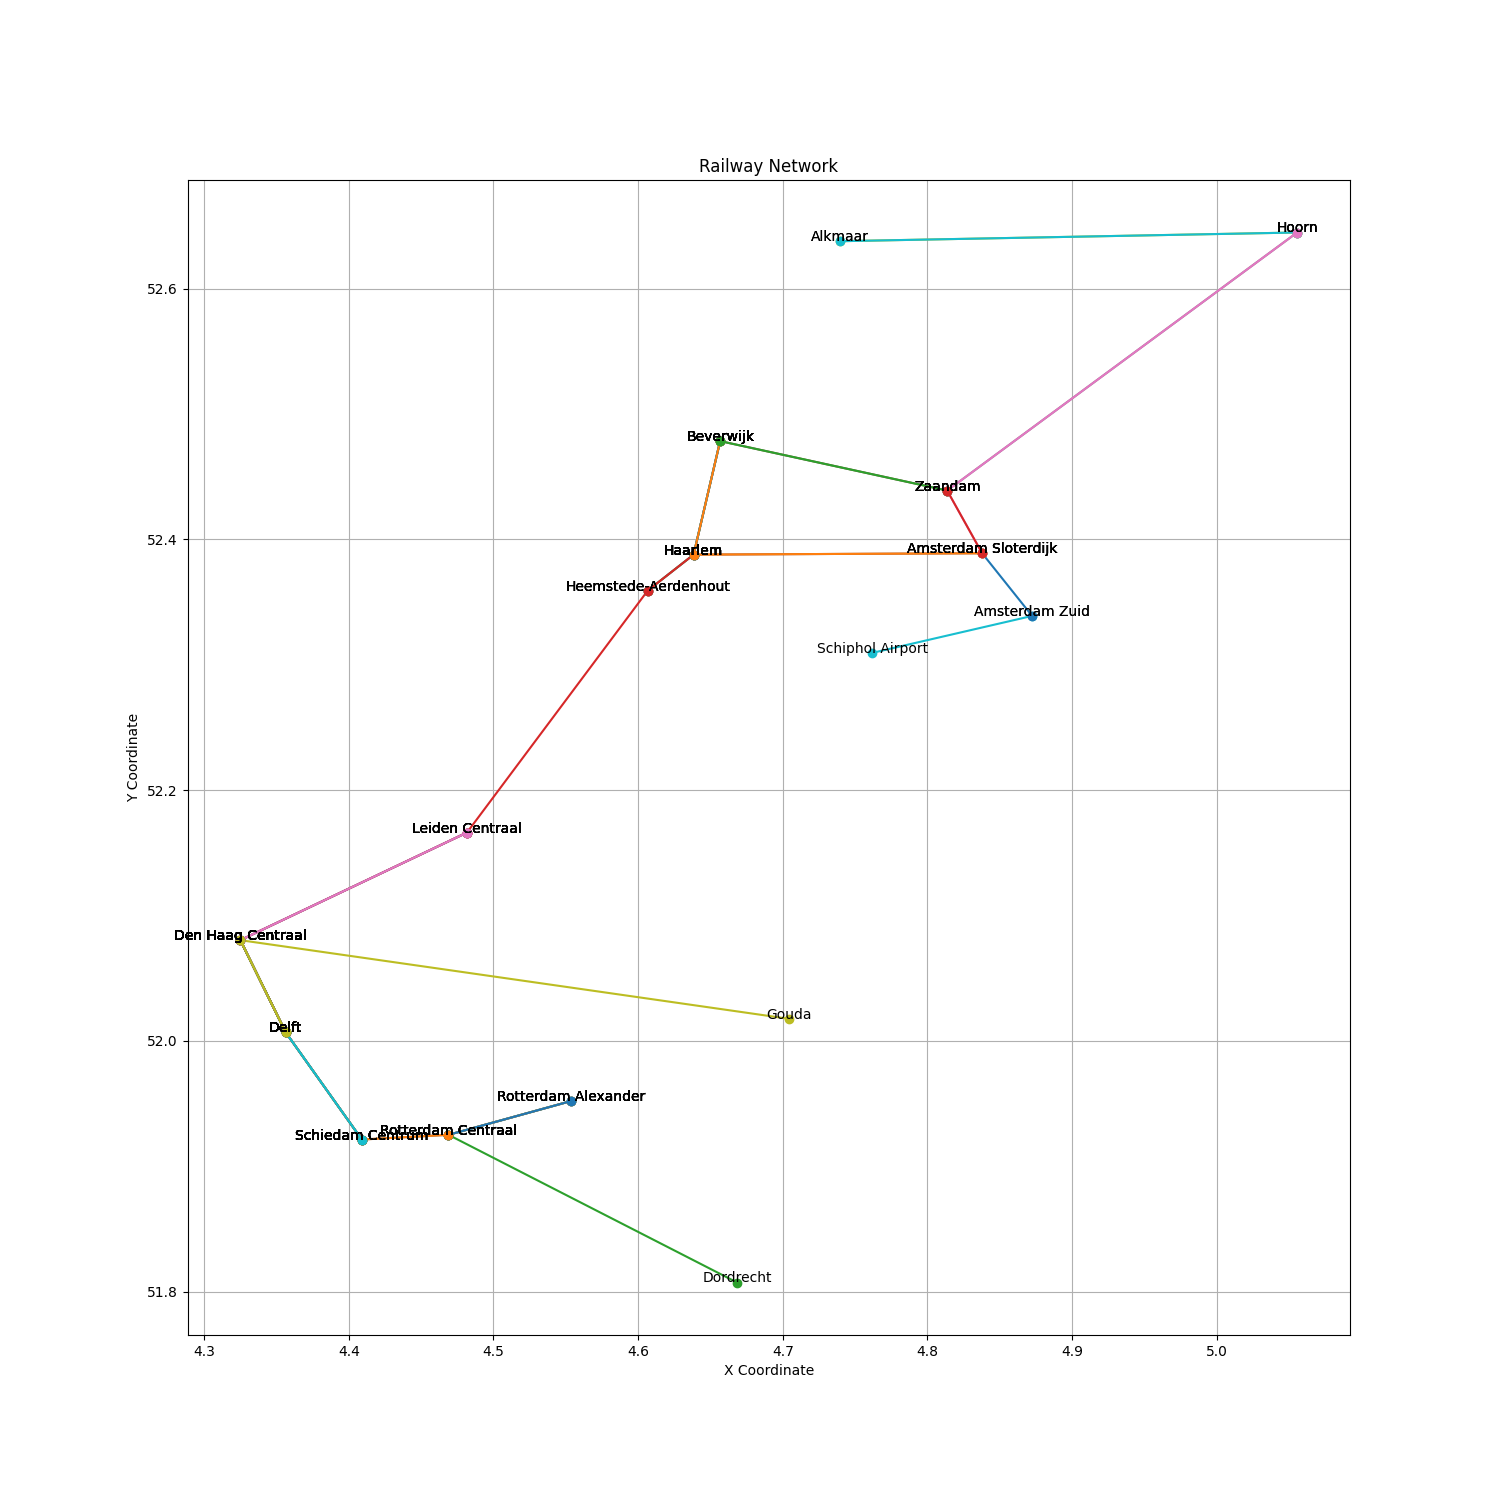 Railway Network
Alkmaar
Hoorn
52.6
Beverwijk
Zaandam
52.4
Haarlem
Amsterdam Sloterdijk
Heemstede-Aerdenhout
Amsterdam Zuid
Schiphol Airport
Y Coordinate
52.2
Leiden Centraal
Den Haag Centraal
Gouda
Delft
52.0
Rotterdam Alexander
Rotterdam Centraal
Schiedam Centrum
Dordrecht
51.8
4.3 4.4 4.5 4.6 4.7 4.8 4.9 5.0
X Coordinate